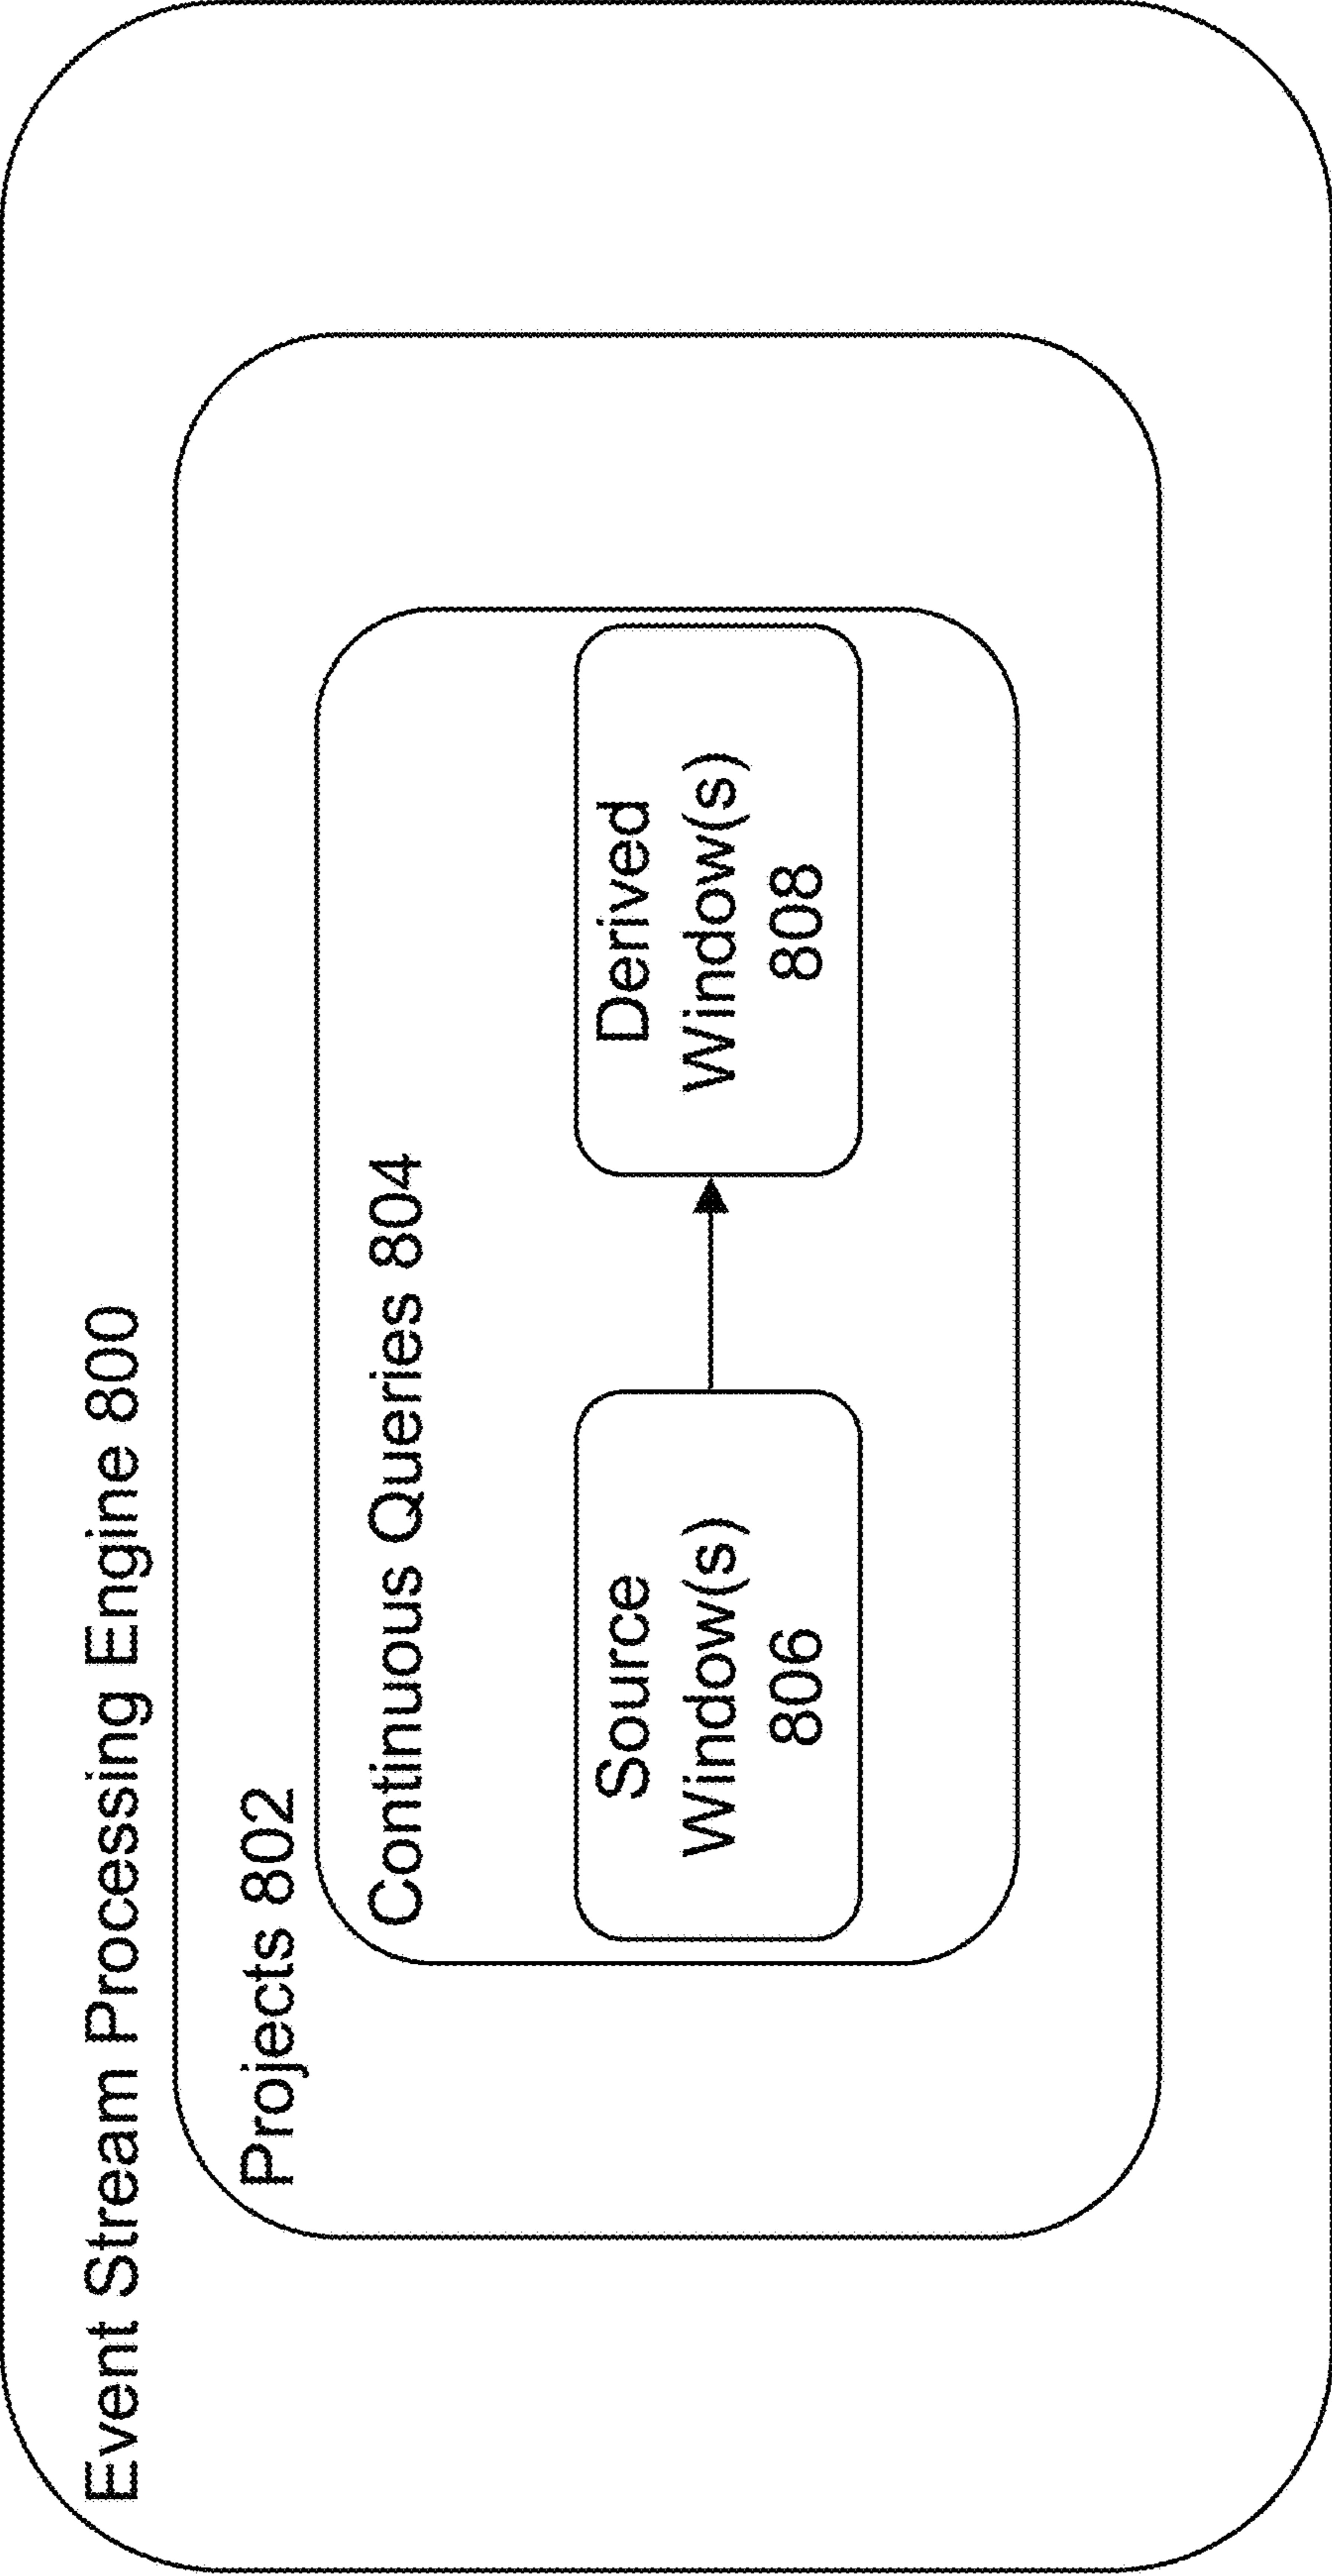 Event Stream Processing Engine 800
Projects 802
Continuous Queries 804
Source
Window(s)
806
Derived
Window(s)
808